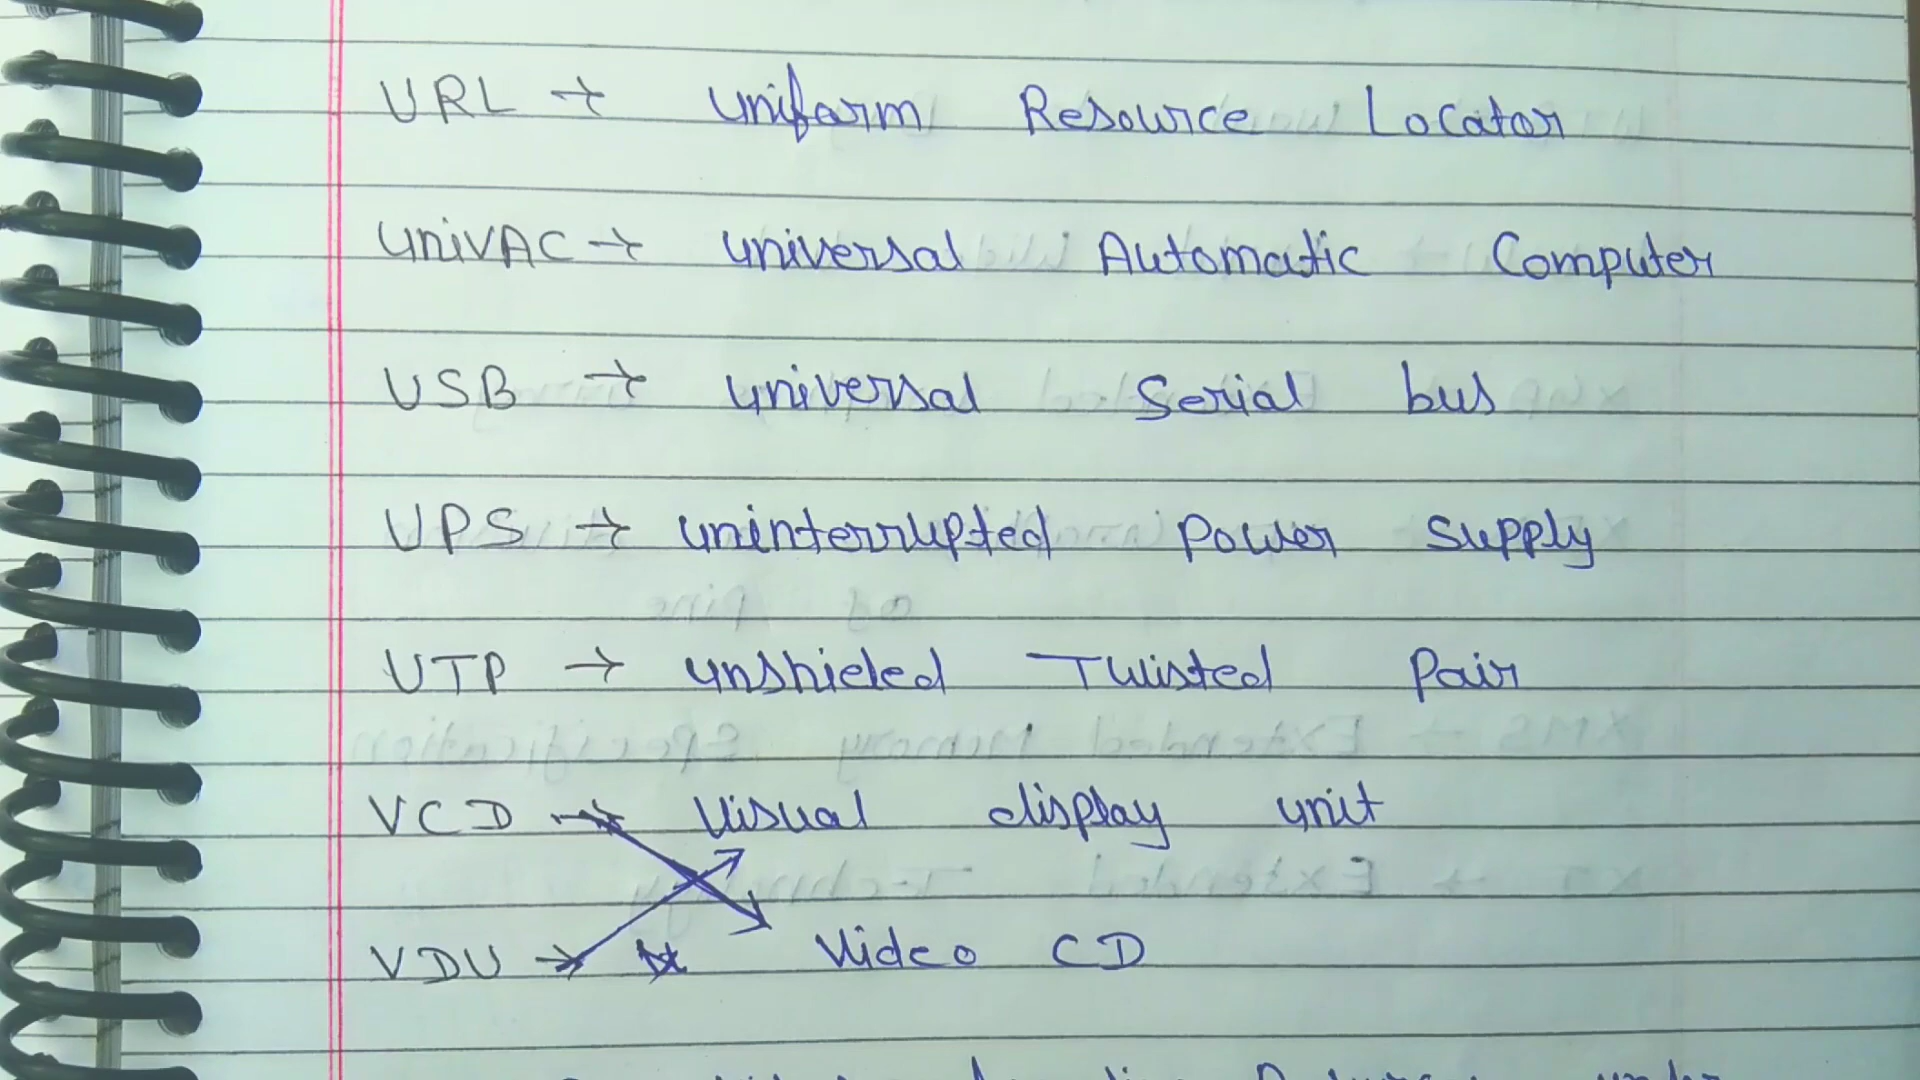 URL → Uniform Resource Locator
UniVAC → Universal Automatic Computer
USB → Universal Serial bus
UPS → Uninterrupted Power Supply
UTP → Unshieled Twisted Pair
VCD → Visual display unit
VDU → Video CD